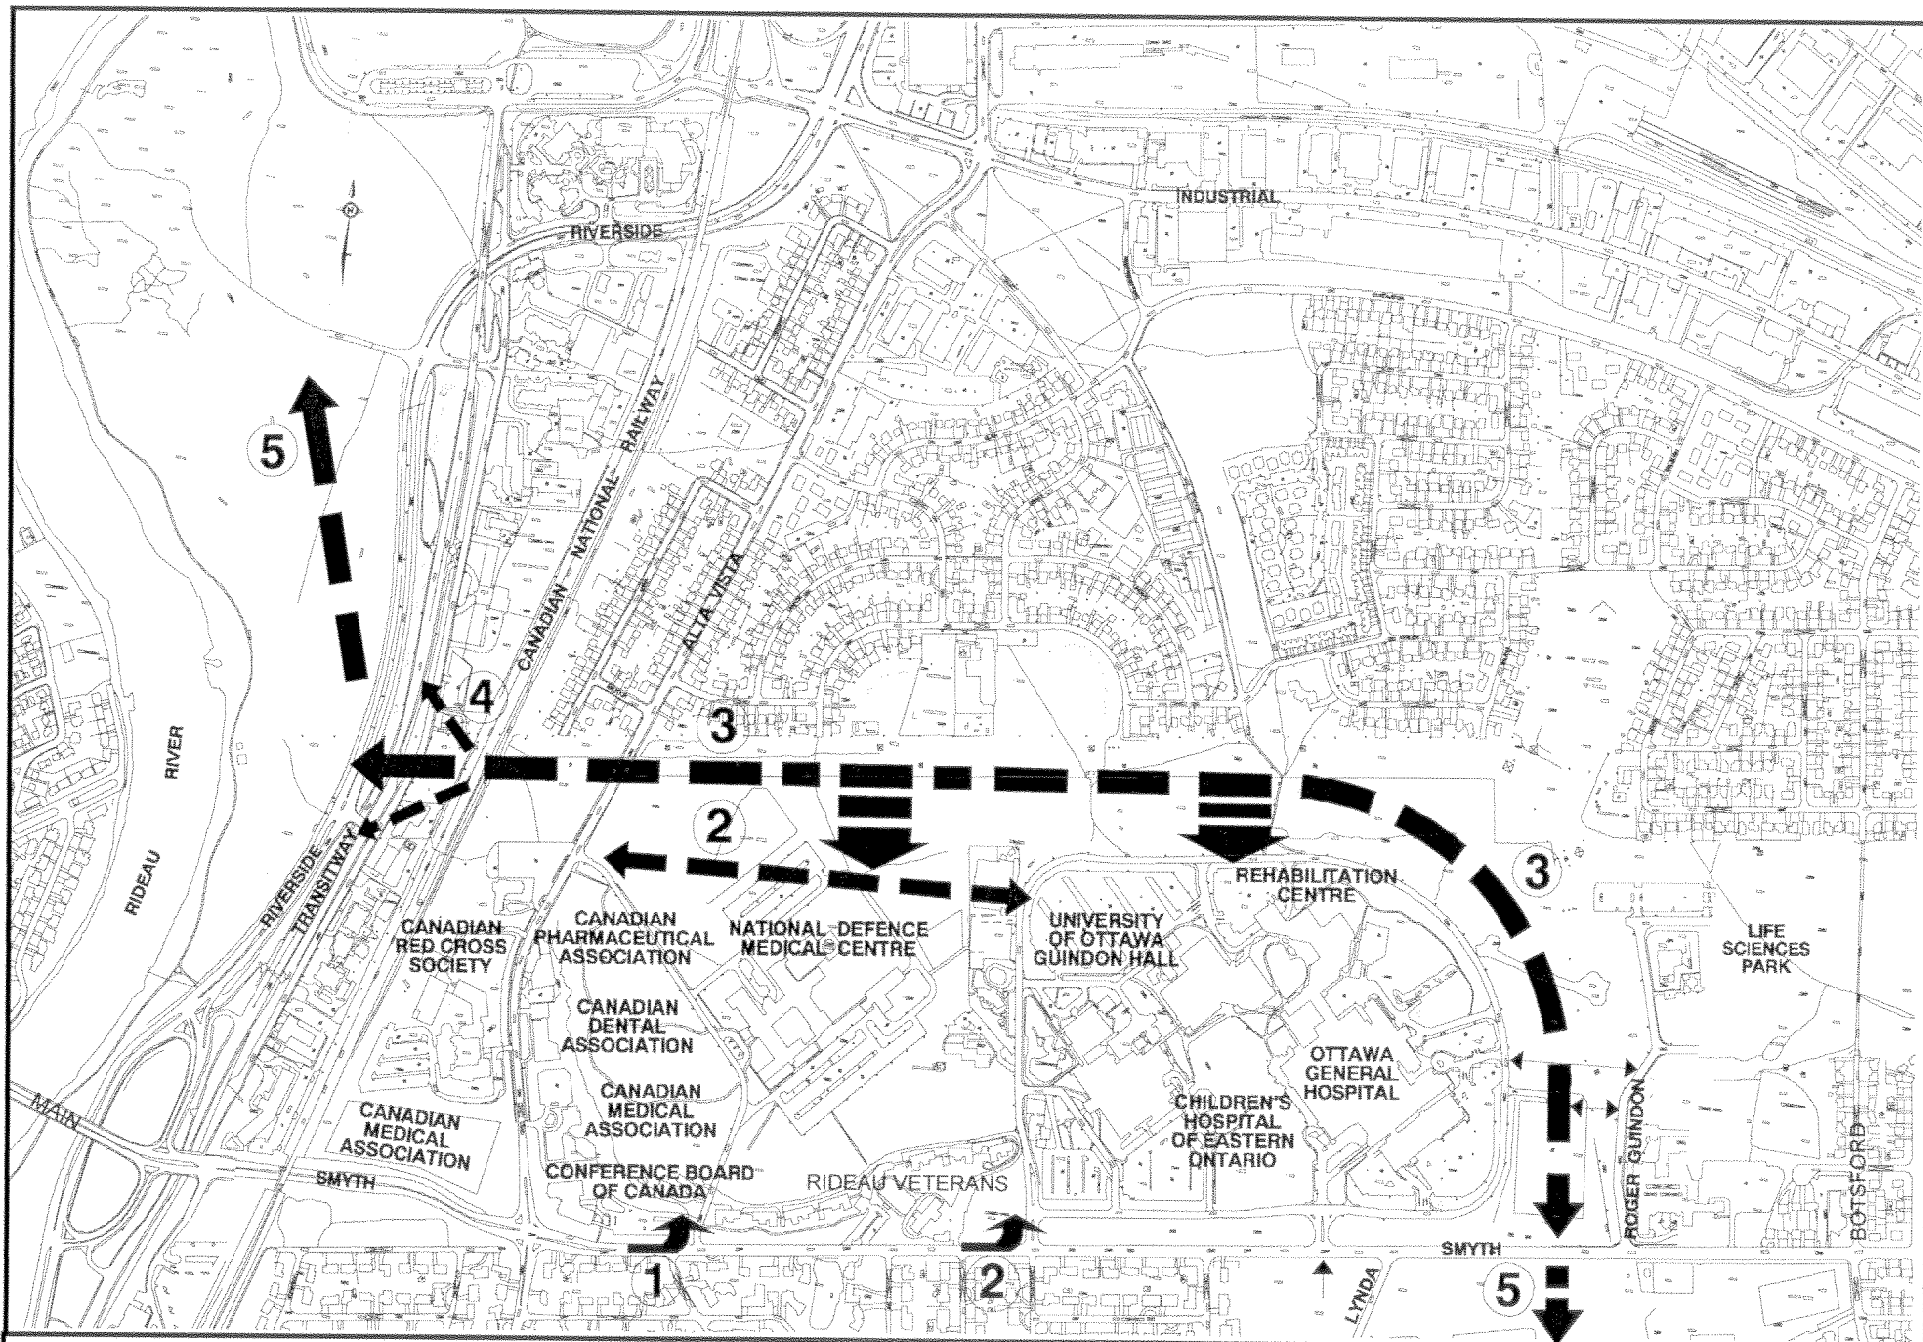 INDUSTRIAL
N
RIVERSIDE
5
CANADIAN NATIONAL RAILWAY
ALTA VISTA
4
3
RIVER
RIDEAU
2
RIVERSIDE
TRANSITWAY
3
REHABILITATION
CENTRE
CANADIAN
RED CROSS
SOCIETY
CANADIAN
PHARMACEUTICAL
ASSOCIATION
NATIONAL DEFENCE
MEDICAL CENTRE
UNIVERSITY
OF OTTAWA
GUINDON HALL
LIFE
SCIENCES
PARK
CANADIAN
DENTAL
ASSOCIATION
OTTAWA
GENERAL
HOSPITAL
MAIN
CANADIAN
MEDICAL
ASSOCIATION
CANADIAN
MEDICAL
ASSOCIATION
CHILDREN'S
HOSPITAL
OF EASTERN
ONTARIO
ROGER GUINDON
BOTSFORD
SMYTH
CONFERENCE BOARD
OF CANADA
RIDEAU VETERANS
SMYTH
1
2
LYNDA
5